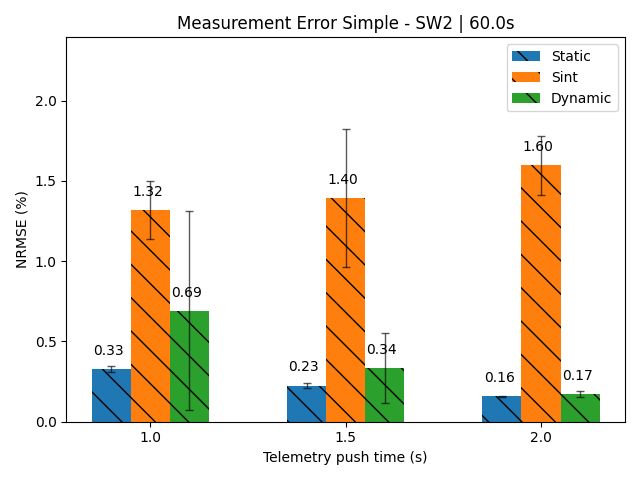 Measurement Error Simple - SW2 | 60.0s
Static
Sint
Dynamic
2.0
1.5
1.0
0.5
0.0
NRMSE (%)
0.33
1.32
0.69
0.23
1.40
0.34
0.16
1.60
0.17
1.0
1.5
2.0
Telemetry push time (s)